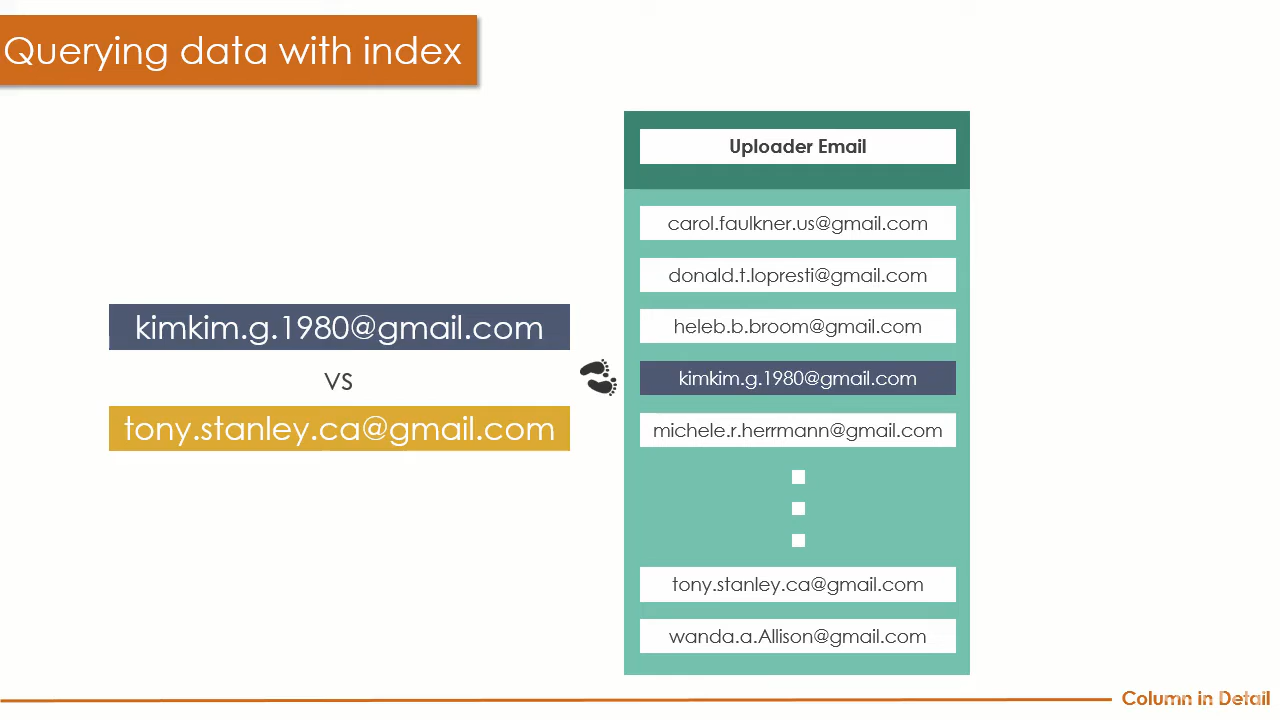 Querying data with index
Uploader Email
carol.faulkner.us@gmail.com
donald.t.lopresti@gmail.com
heleb.b.broom@gmail.com
kimkim.g.1980@gmail.com
michele.r.herrmann@gmail.com
tony.stanley.ca@gmail.com
wanda.a.Allison@gmail.com
kimkim.g.1980@gmail.com
VS
tony.stanley.ca@gmail.com
Column in Detail